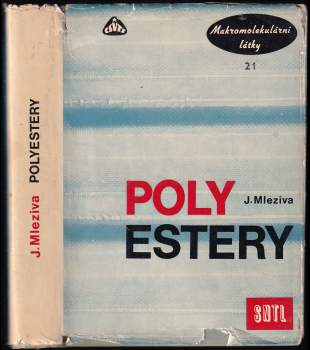 J. Mleziva POLYESTERY
Makromolekulární
látky
21
POLY
J. Mleziva
ESTERY
SNTL